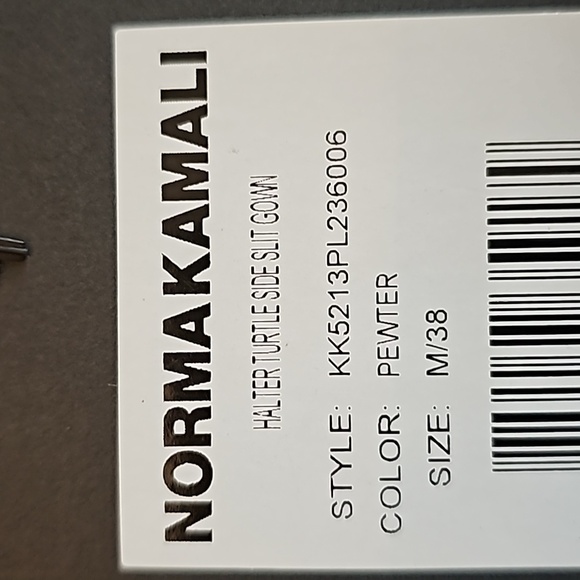 NORMA KAMALI
HALTER TURTLE SIDE SLIT GOWN
STYLE: KK5213PL236006
COLOR: PEWTER
SIZE: M/38